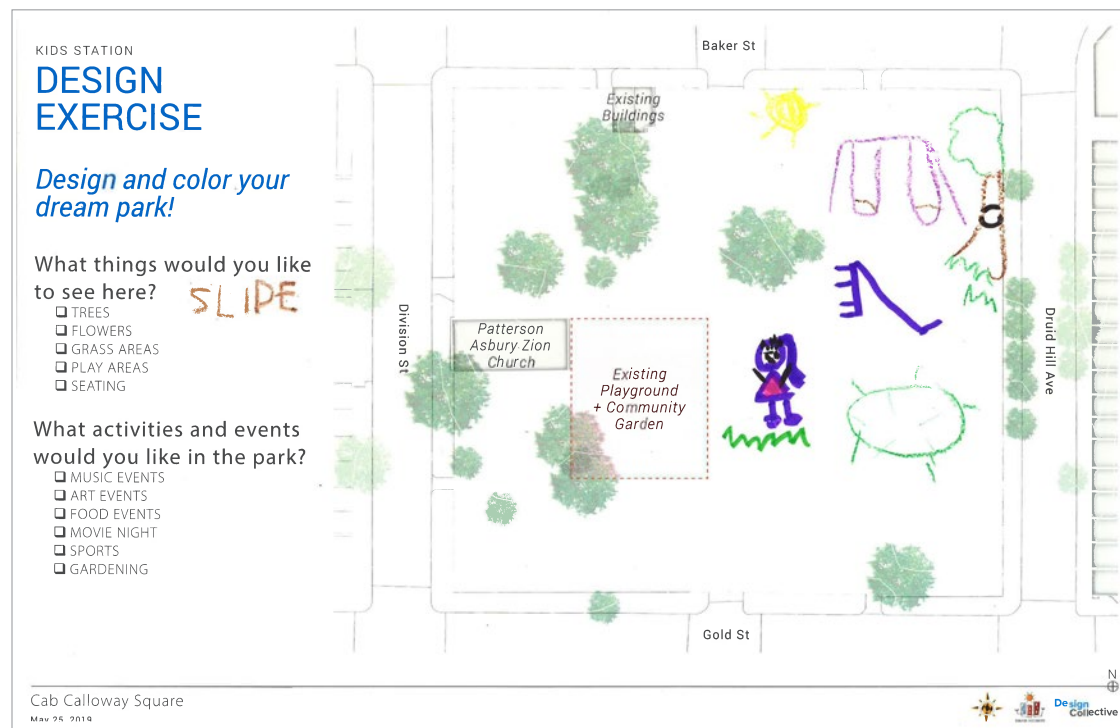 KIDS STATION
DESIGN
EXERCISE
Design and color your
dream park!
What things would you like
to see here?
SLIDE
TREES
FLOWERS
GRASS AREAS
PLAY AREAS
SEATING
What activities and events
would you like in the park?
MUSIC EVENTS
ART EVENTS
FOOD EVENTS
MOVIE NIGHT
SPORTS
GARDENING
Baker St
Existing
Buildings
Division St
Patterson
Asbury Zion
Church
Existing
Playground
+ Community
Garden
Druid Hill Ave
Gold St
N
Cab Calloway Square
May 25, 2019
Design
Collective